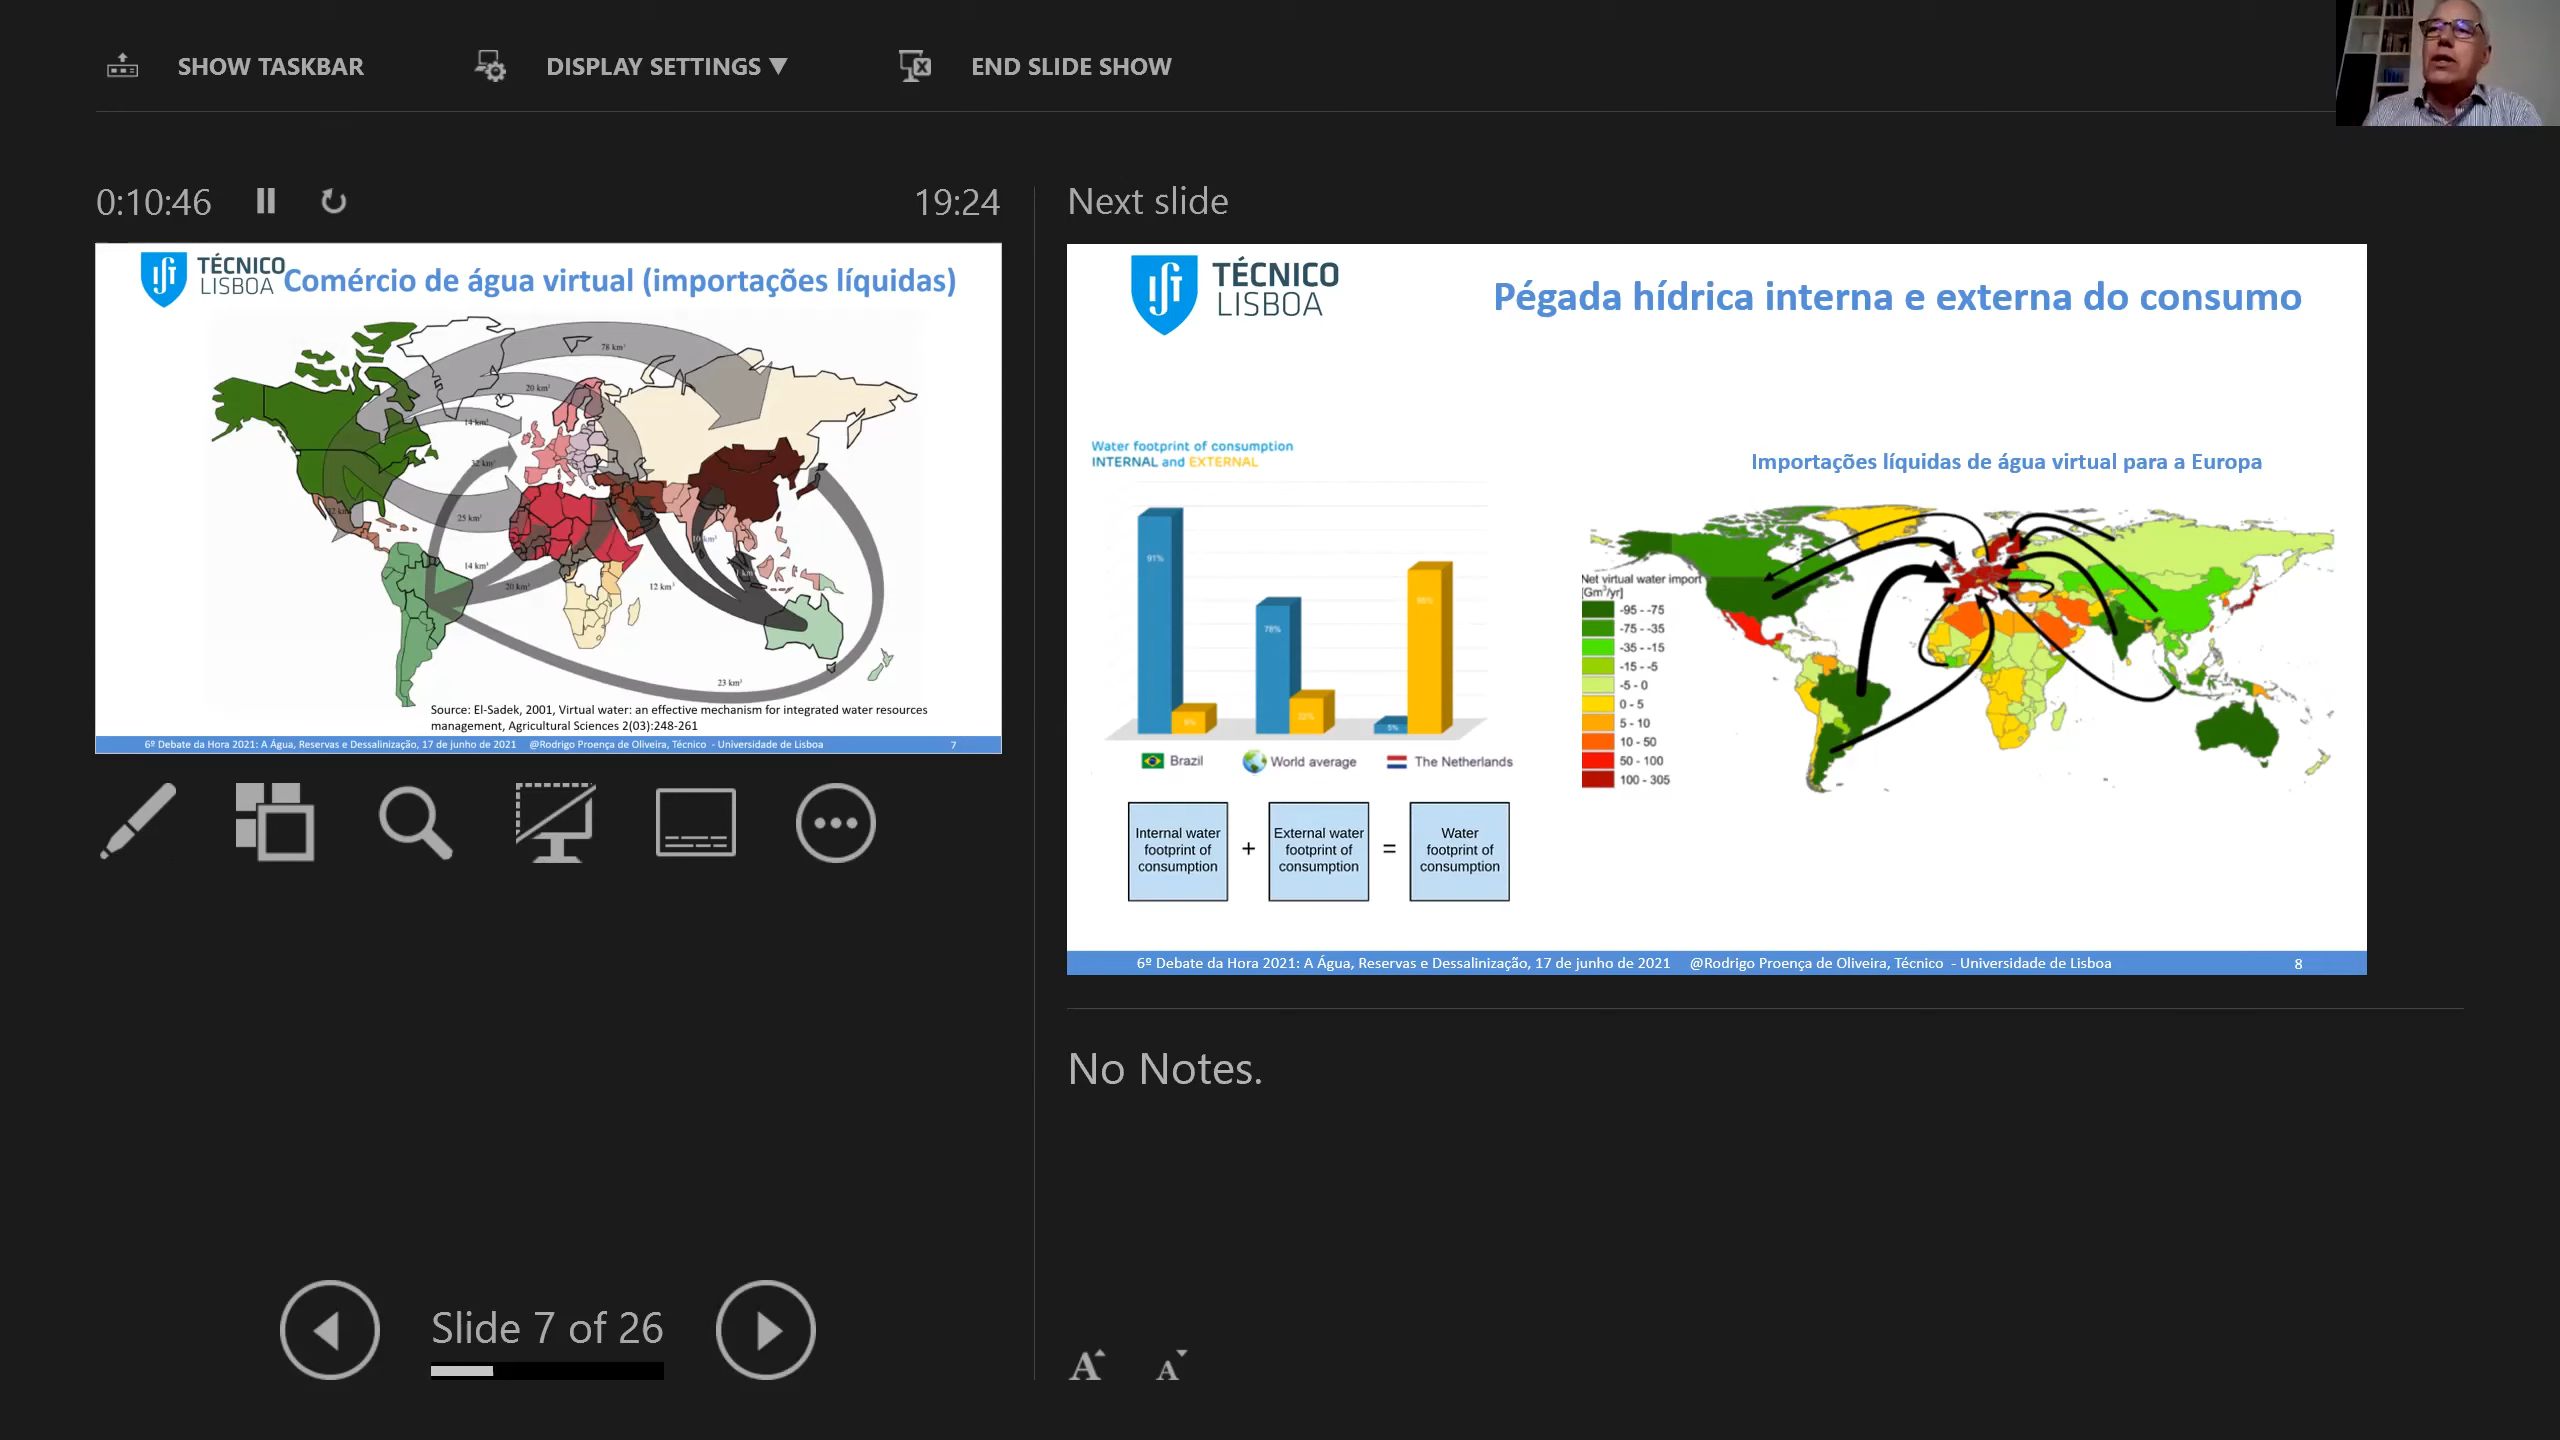 SHOW TASKBAR
DISPLAY SETTINGS ▼
END SLIDE SHOW
0:10:46
19:24
TÉCNICO
LISBOA
Comércio de água virtual (importações líquidas)
78 km³
20 km³
14 km³
32 km³
25 km³
14 km³
20 km³
12 km³
23 km³
Source: El-Sadek, 2001, Virtual water: an effective mechanism for integrated water resources
management, Agricultural Sciences 2(03):248-261
6º Debate da Hora 2021: A Água, Reservas e Dessalinização, 17 de junho de 2021 @Rodrigo Proença de Oliveira, Técnico - Universidade de Lisboa 7
Slide 7 of 26
Next slide
TÉCNICO
LISBOA
Pégada hídrica interna e externa do consumo
Water footprint of consumption
INTERNAL and EXTERNAL
91%
9%
78%
22%
5%
95%
Brazil
World average
The Netherlands
Internal water
footprint of
consumption
+
External water
footprint of
consumption
=
Water
footprint of
consumption
Importações líquidas de água virtual para a Europa
Net virtual water import
[Gm³/yr]
-95 - -75
-75 - -35
-35 - -15
-15 - -5
-5 - 0
0 - 5
5 - 10
10 - 50
50 - 100
100 - 305
6º Debate da Hora 2021: A Água, Reservas e Dessalinização, 17 de junho de 2021 @Rodrigo Proença de Oliveira, Técnico - Universidade de Lisboa 8
No Notes.
A A